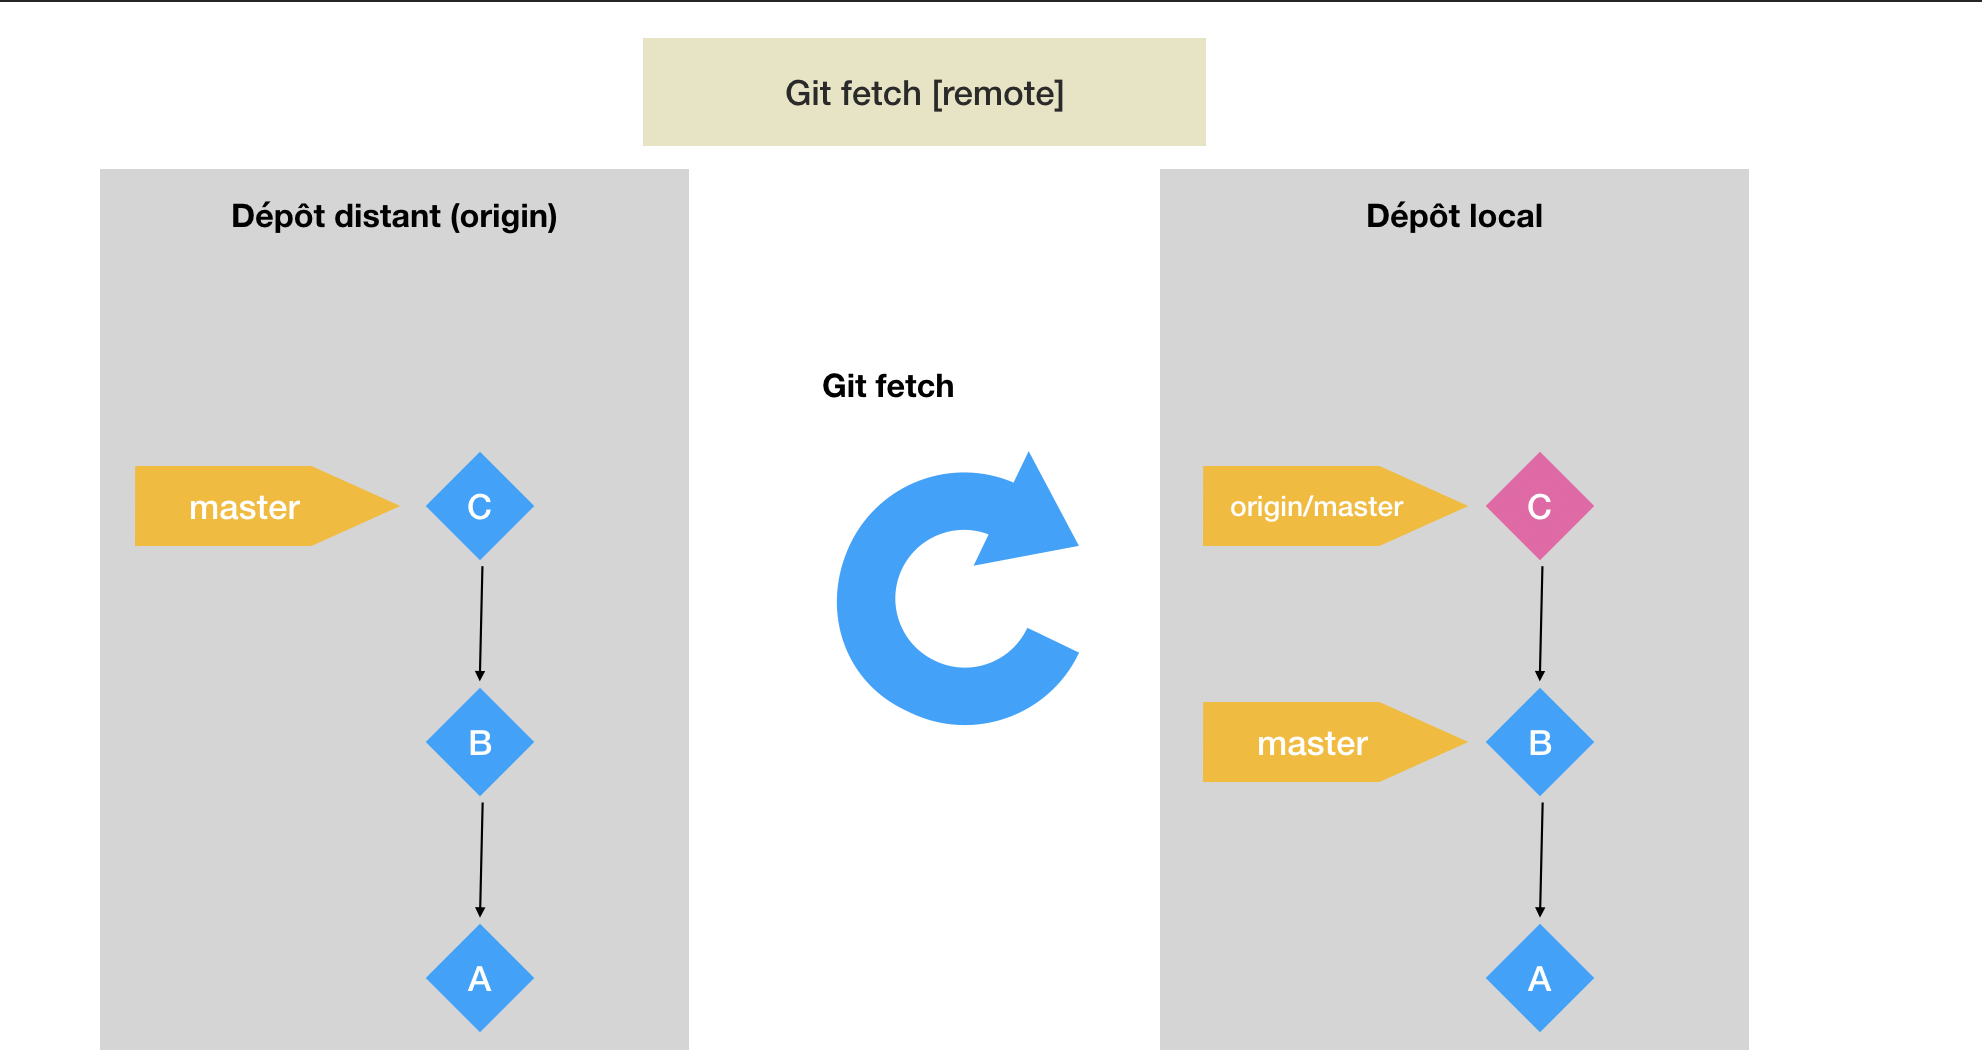 Git fetch [remote]
Dépôt distant (origin)
Dépôt local
Git fetch
master
C
origin/master
C
B
master
B
A
A